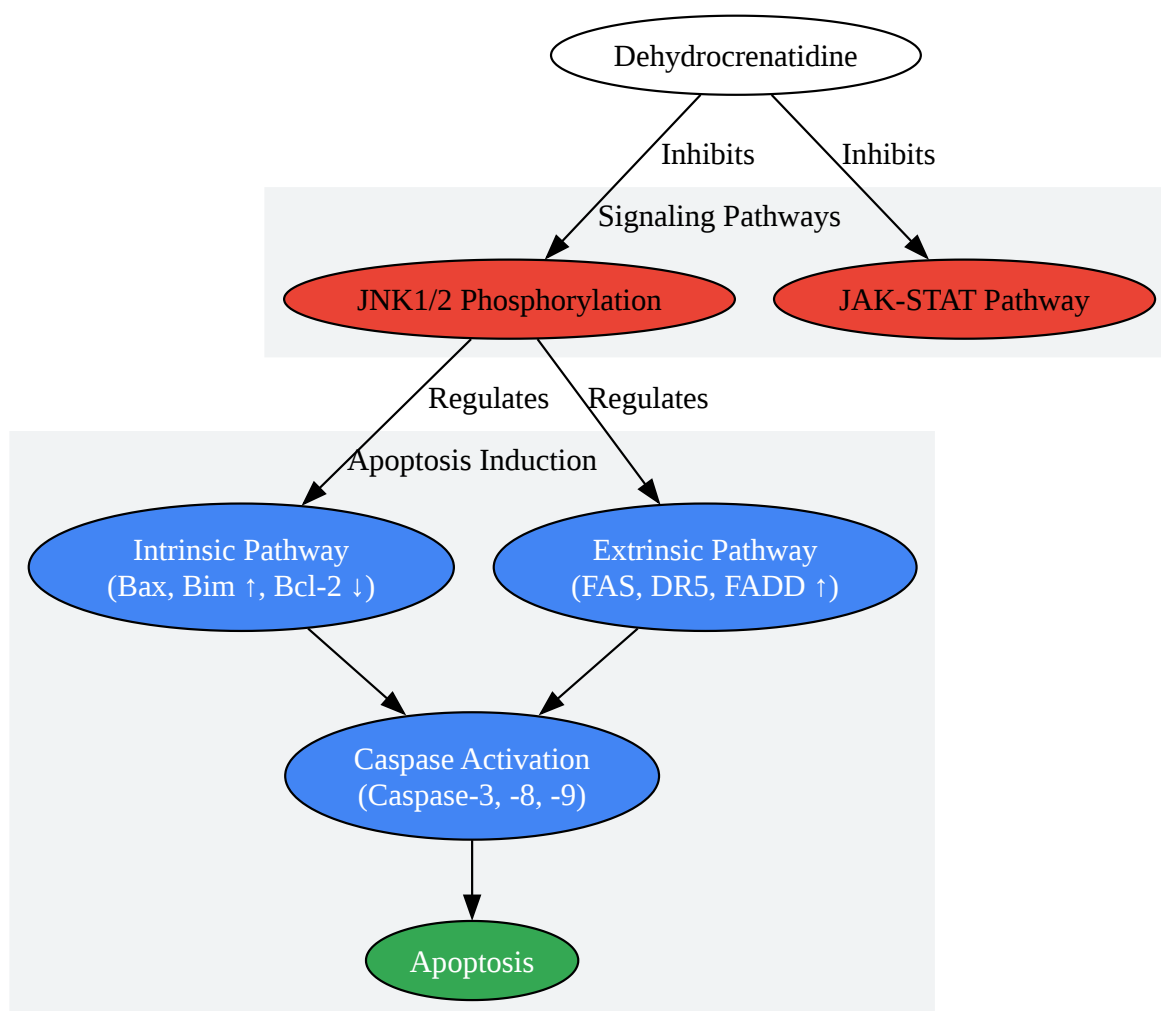 Dehydrocrenatidine
Inhibits
Inhibits
Signaling Pathways
JNK1/2 Phosphorylation
JAK-STAT Pathway
Regulates
Regulates
Apoptosis Induction
Intrinsic Pathway
(Bax, Bim ↑, Bcl-2 ↓)
Extrinsic Pathway
(FAS, DR5, FADD ↑)
Caspase Activation
(Caspase-3, -8, -9)
Apoptosis